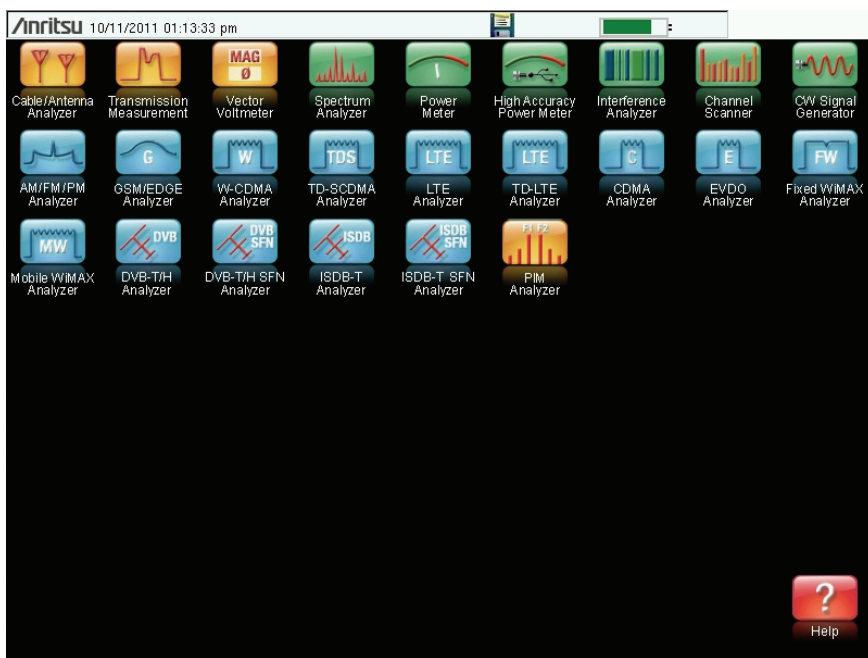 Anritsu 10/11/2011 01:13:33 pm
MAG
Ø
Cable/Antenna
Analyzer
Transmission
Measurement
Vector
Voltmeter
Spectrum
Analyzer
Power
Meter
High Accuracy
Power Meter
Interference
Analyzer
Channel
Scanner
CW Signal
Generator
G
W
TDS
LTE
LTE
C
E
FW
AM/FM/PM
Analyzer
GSM/EDGE
Analyzer
W-CDMA
Analyzer
TD-SCDMA
Analyzer
LTE
Analyzer
TD-LTE
Analyzer
CDMA
Analyzer
EVDO
Analyzer
Fixed WiMAX
Analyzer
MW
DVB
DVB
SFN
ISDB
ISDB
SFN
F1 F2
Mobile WiMAX
Analyzer
DVB-T/H
Analyzer
DVB-T/H SFN
Analyzer
ISDB-T
Analyzer
ISDB-T SFN
Analyzer
PIM
Analyzer
?
Help